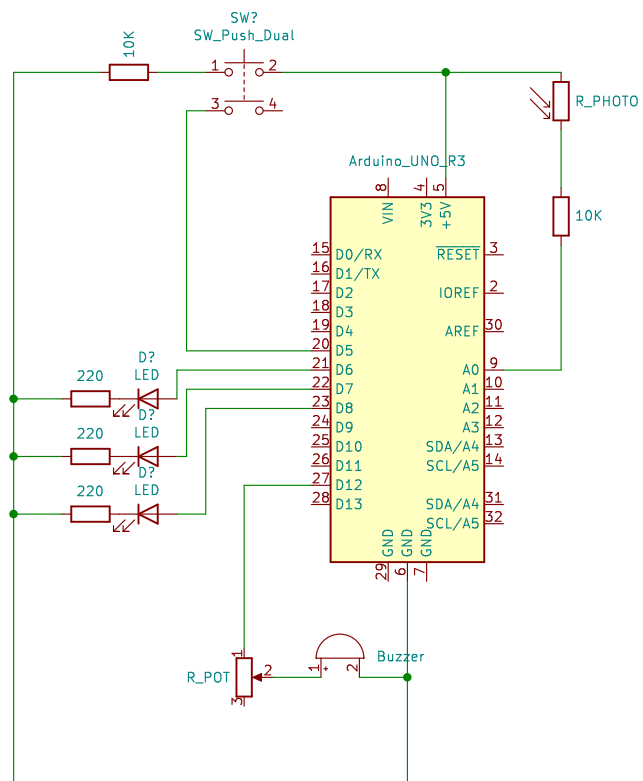 SW?
SW_Push_Dual
10K
1 2
3 4
R_PHOTO
Arduino_UNO_R3
8 4 5
VIN 3V3 +5V
10K
15 D0/RX RESET 3
16 D1/TX
17 D2 IOREF 2
18 D3
19 D4 AREF 30
20 D5
21 D6 A0 9
22 D7 A1 10
23 D8 A2 11
24 D9 A3 12
25 D10 SDA/A4 13
26 D11 SCL/A5 14
27 D12
28 D13 SDA/A4 31
SCL/A5 32
GND GND GND
29 6 7
D?
220 LED
D?
220 LED
D?
220 LED
Buzzer
1 + 2
R_POT
1
2
3